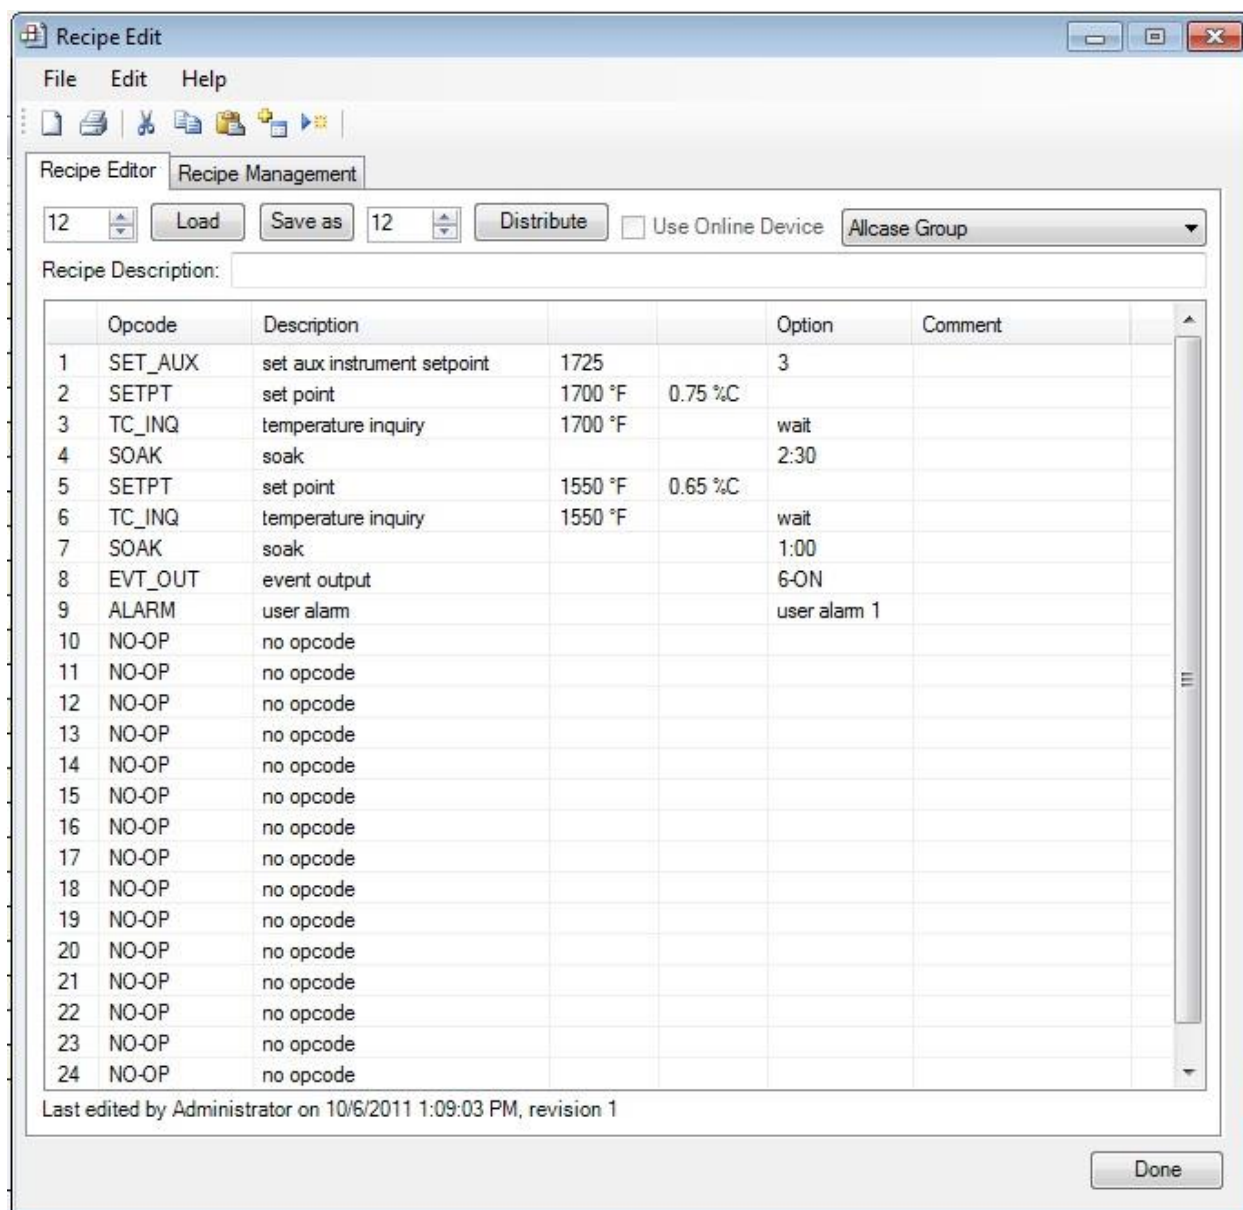 Recipe Edit
File Edit Help
Recipe Editor Recipe Management
12 Load Save as 12 Distribute Use Online Device Allcase Group
Recipe Description:
Opcode Description Option Comment
1 SET_AUX set aux instrument setpoint 1725 3
2 SETPT set point 1700 °F 0.75 %C
3 TC_INQ temperature inquiry 1700 °F wait
4 SOAK soak 2:30
5 SETPT set point 1550 °F 0.65 %C
6 TC_INQ temperature inquiry 1550 °F wait
7 SOAK soak 1:00
8 EVT_OUT event output 6-ON
9 ALARM user alarm user alarm 1
10 NO-OP no opcode
11 NO-OP no opcode
12 NO-OP no opcode
13 NO-OP no opcode
14 NO-OP no opcode
15 NO-OP no opcode
16 NO-OP no opcode
17 NO-OP no opcode
18 NO-OP no opcode
19 NO-OP no opcode
20 NO-OP no opcode
21 NO-OP no opcode
22 NO-OP no opcode
23 NO-OP no opcode
24 NO-OP no opcode
Last edited by Administrator on 10/6/2011 1:09:03 PM, revision 1
Done